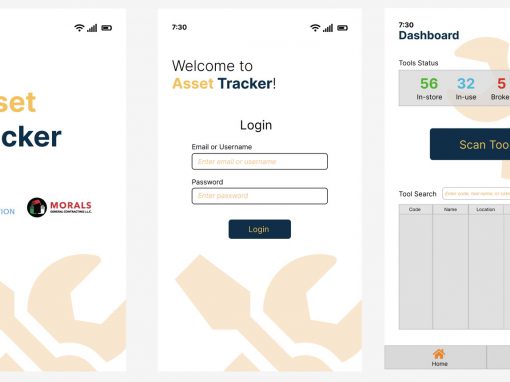 set
cker
TION
MORALS
GENERAL CONTRACTING L.L.C.
7:30
Welcome to
Asset Tracker!
Login
Email or Username
Enter email or username
Password
Enter password
Login
7:30
Dashboard
Tools Status
56
32
5
In-store
In-use
Broke
Scan Too
Tool Search
Enter code, tool name, or cate
Code
Name
Location
Home